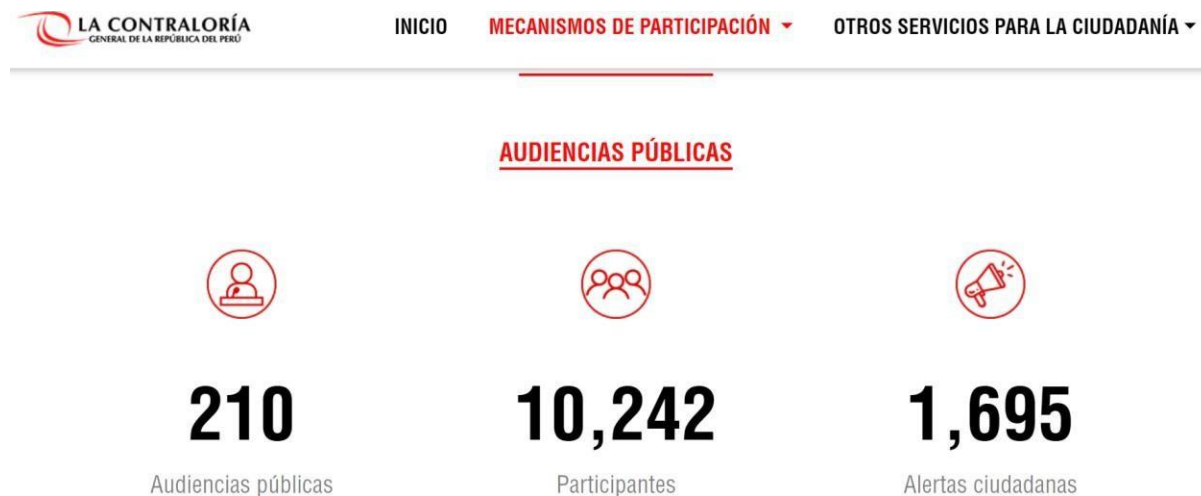 LA CONTRALORÍA
GENERAL DE LA REPÚBLICA DEL PERÚ
INICIO
MECANISMOS DE PARTICIPACIÓN
OTROS SERVICIOS PARA LA CIUDADANÍA
AUDIENCIAS PÚBLICAS
210
Audiencias públicas
10,242
Participantes
1,695
Alertas ciudadanas